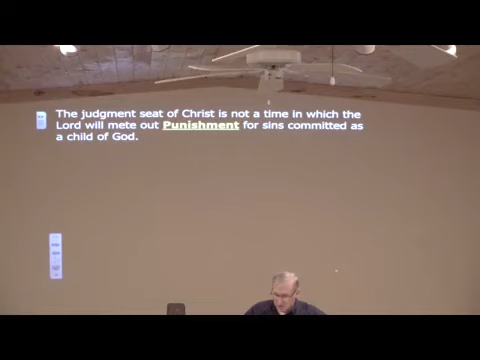 The judgment seat of Christ is not a time in which the
Lord will mete out Punishment for sins committed as
a child of God.